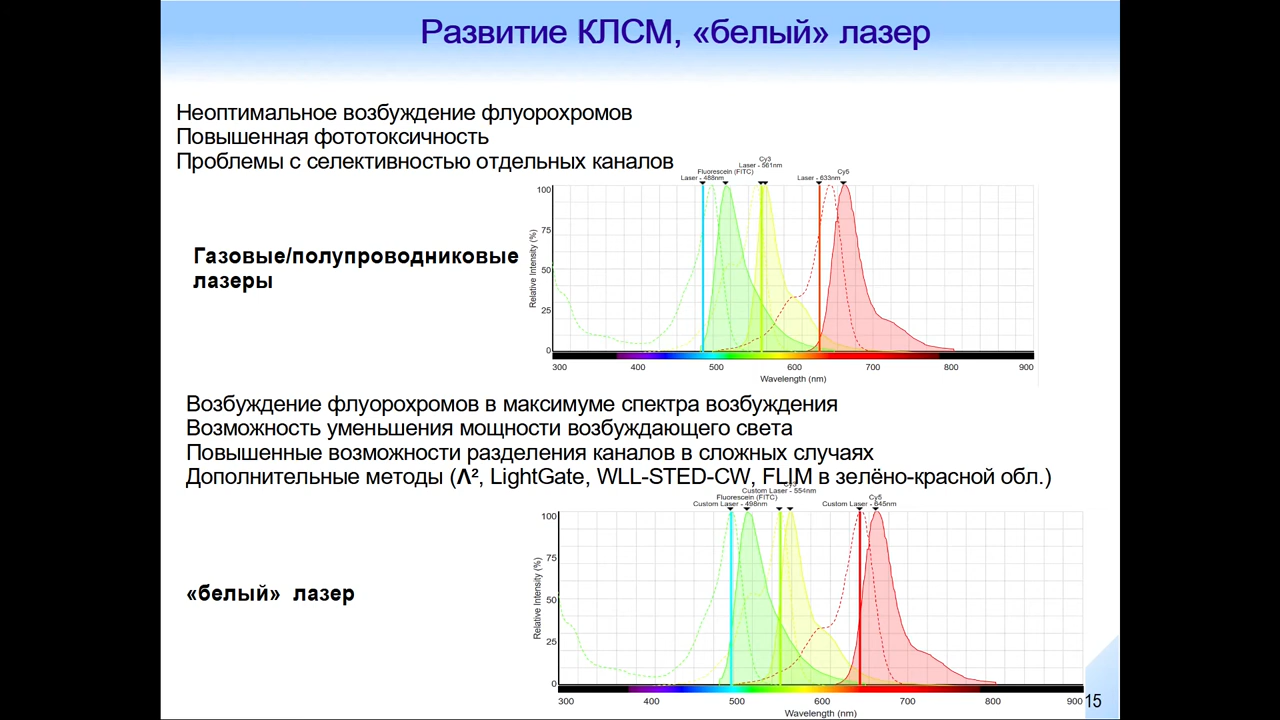 Развитие КЛСМ, «белый» лазер
Неоптимальное возбуждение флуорохромов
Повышенная фототоксичность
Проблемы с селективностью отдельных каналов
Cy3
Laser - 561nm
Fluorescein (FITC)
Cy5
Laser - 488nm
Laser - 633nm
Газовые/полупроводниковые
лазеры
Relative Intensity (%)
100
75
50
25
0
300 400 500 600 700 800 900
Wavelength (nm)
Возбуждение флуорохромов в максимуме спектра возбуждения
Возможность уменьшения мощности возбуждающего света
Повышенные возможности разделения каналов в сложных случаях
Дополнительные методы (Λ², LightGate, WLL-STED-CW, FLIM в зелёно-красной обл.)
Custom Laser - 554nm
Fluorescein (FITC)
Cy5
Custom Laser - 498nm
Custom Laser - 645nm
«белый» лазер
Relative Intensity (%)
100
75
50
25
0
300 400 500 600 700 800 900
Wavelength (nm)
15